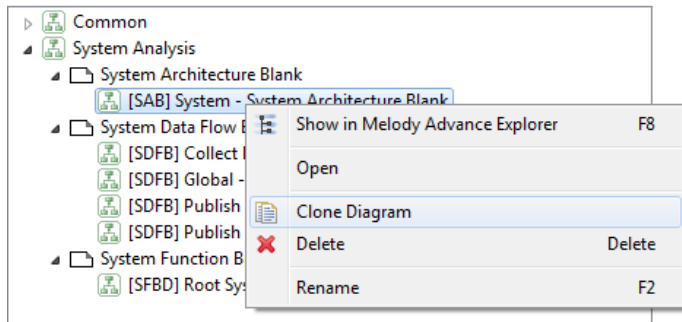 Common
System Analysis
System Architecture Blank
[SAB] System - System Architecture Blank
System Data Flow
[SDFB] Collect
[SDFB] Global -
[SDFB] Publish
[SDFB] Publish
System Function
[SFBD] Root
Show in Melody Advance Explorer F8
Open
Clone Diagram
Delete Delete
Rename F2